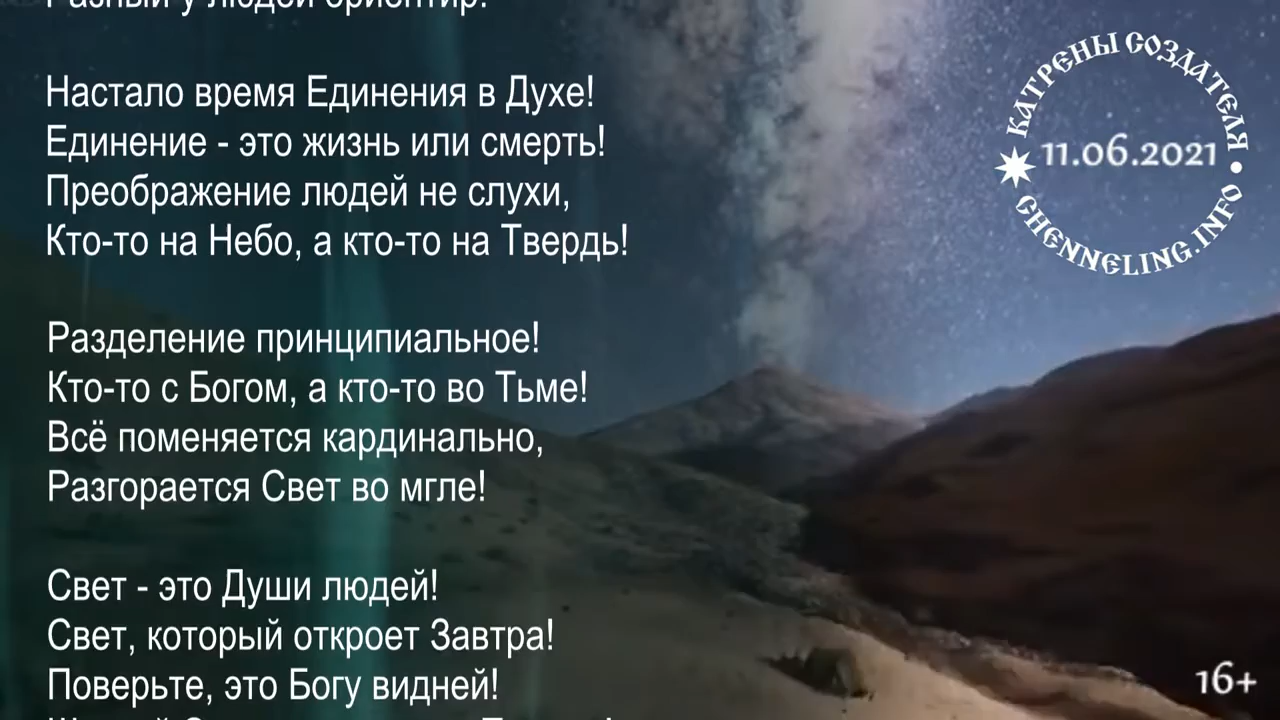 Разный у людей ориентир!
Настало время Единения в Духе!
Единение - это жизнь или смерть!
Преображение людей не слухи,
Кто-то на Небо, а кто-то на Твердь!
Разделение принципиальное!
Кто-то с Богом, а кто-то во Тьме!
Всё поменяется кардинально,
Разгорается Свет во мгле!
Свет - это Души людей!
Свет, который откроет Завтра!
Поверьте, это Богу видней!
КАТРЕНЫ СОЗДАТЕЛЯ
11.06.2021
CHENNELING.INFO
16+